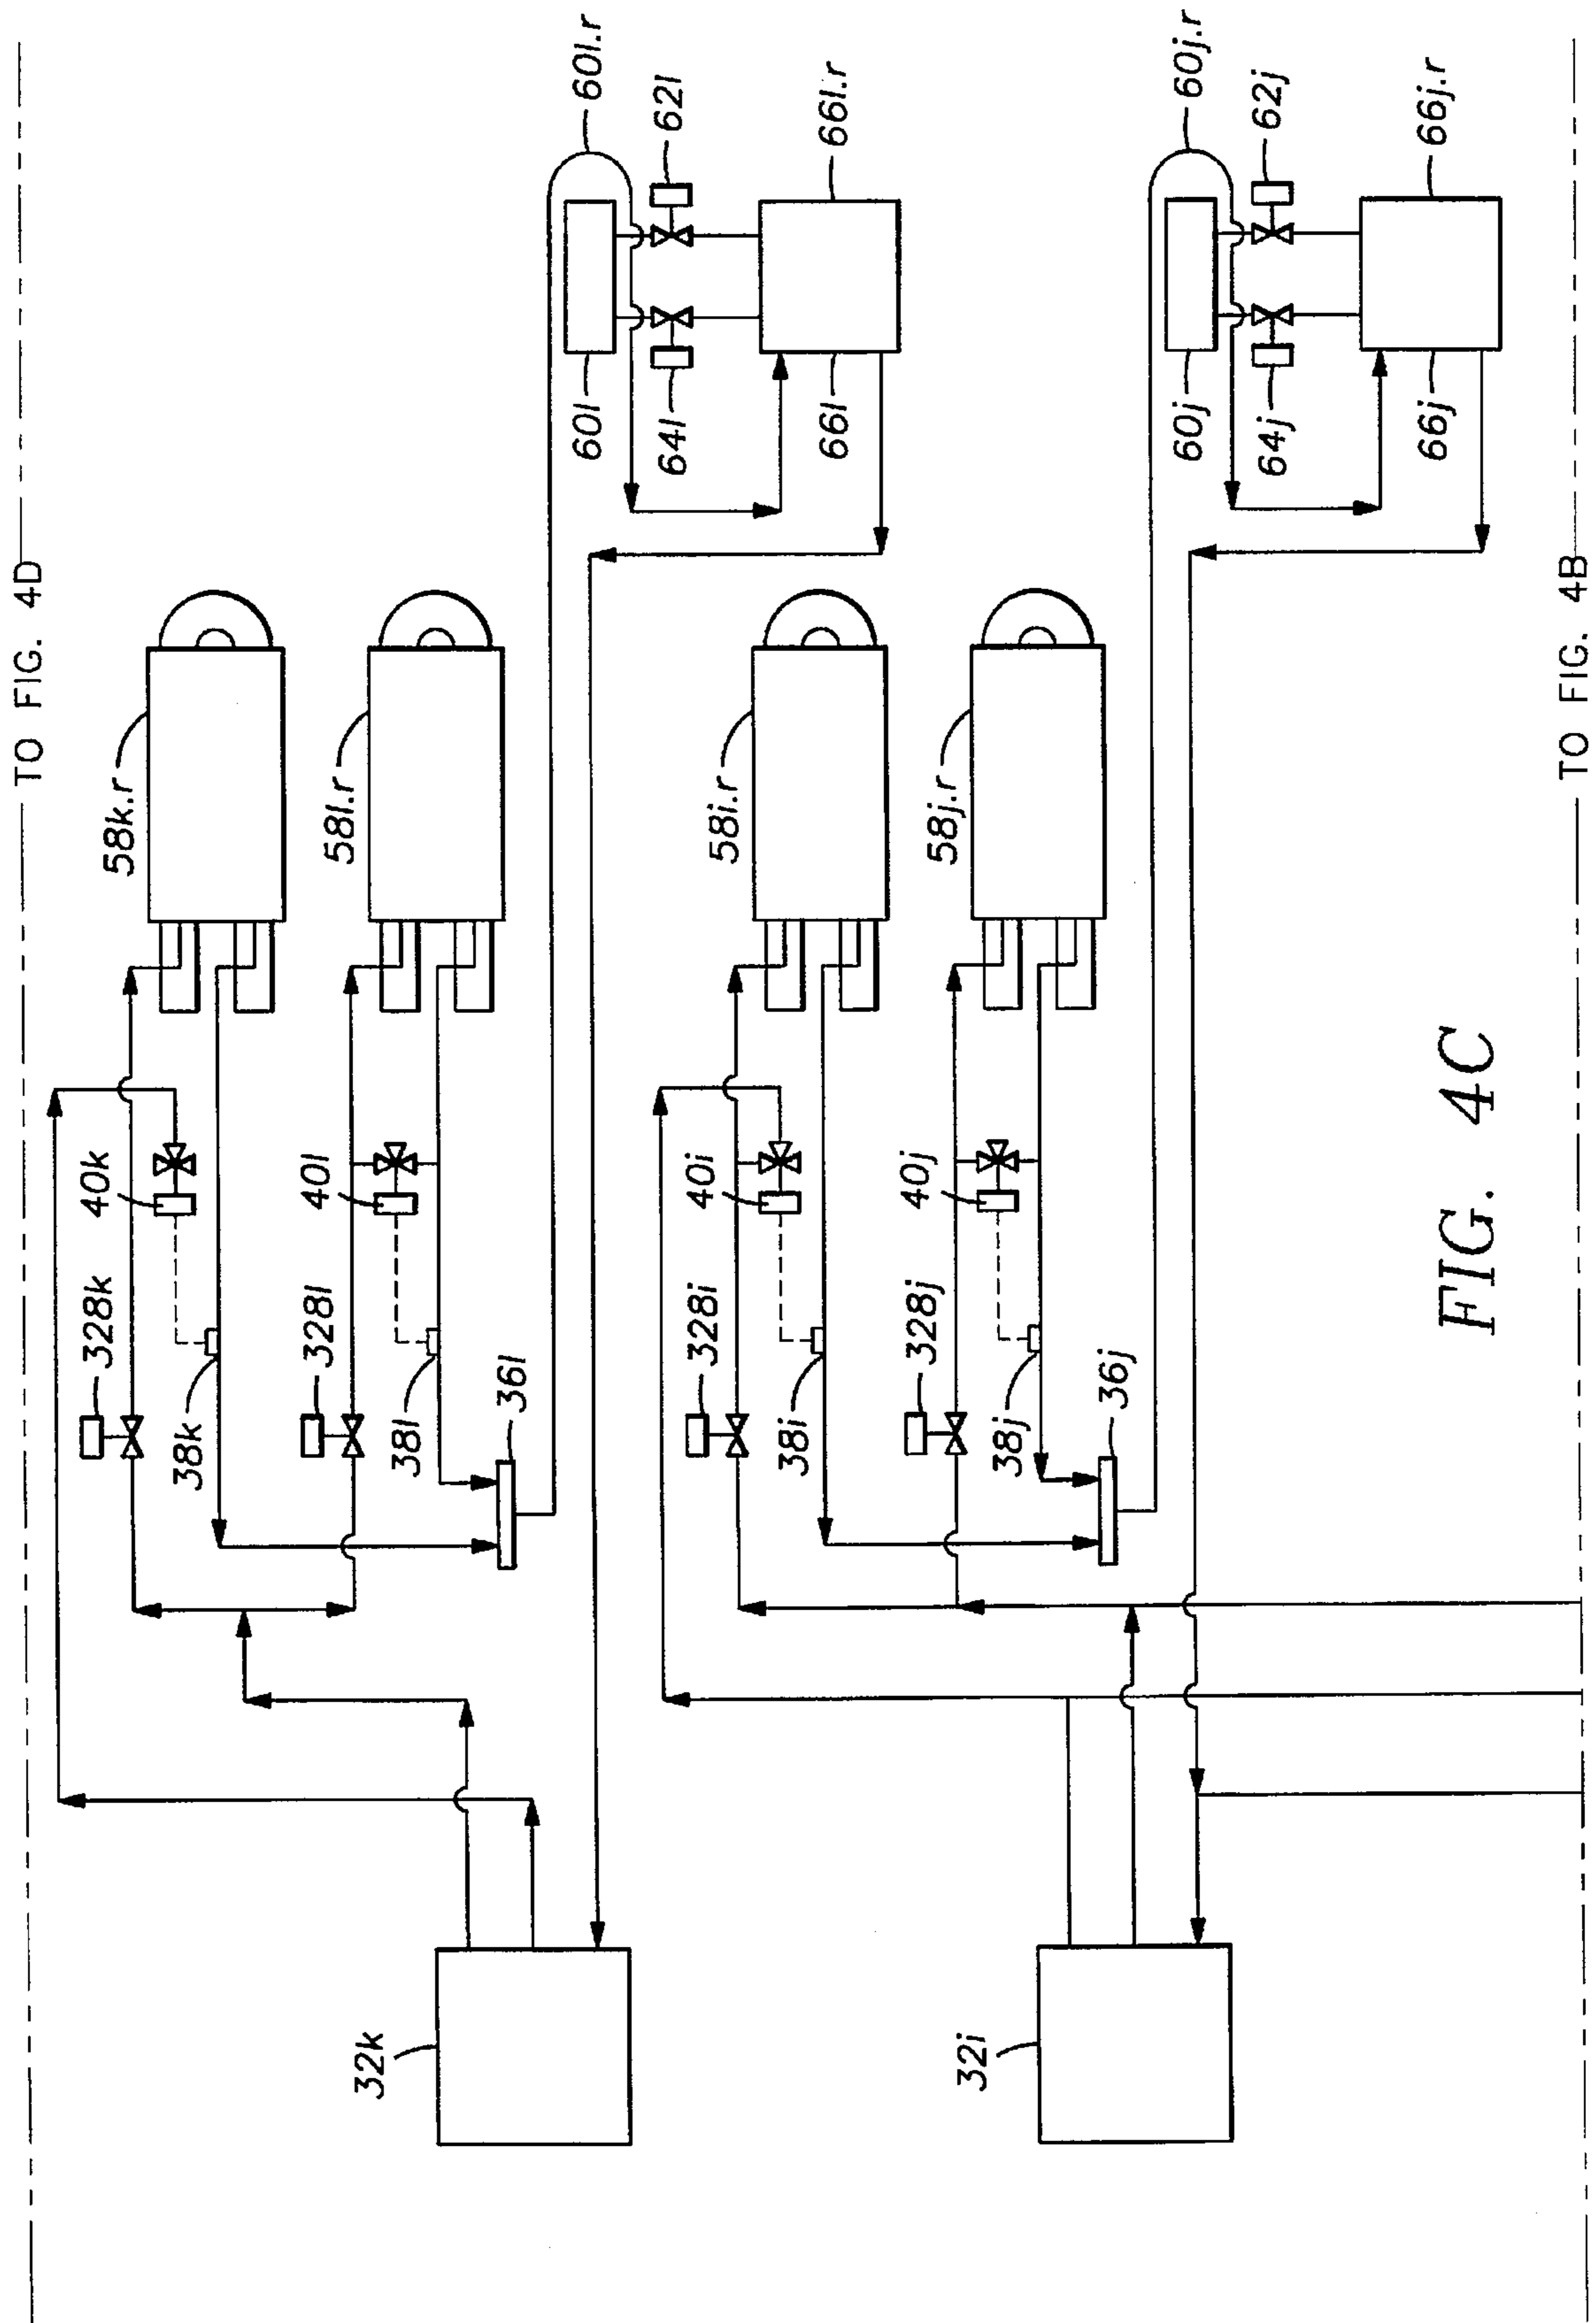 TO FIG. 4D
58k.r
40k
328k
38k
58l.r
40l
328l
38l
36l
60l.r
62l
60l
64l
66l.r
66l
32k
58i.r
40i
328i
38i
58j.r
40j
328j
38j
36j
60j.r
62j
60j
64j
66j.r
66j
32i
FIG. 4C
TO FIG. 4B